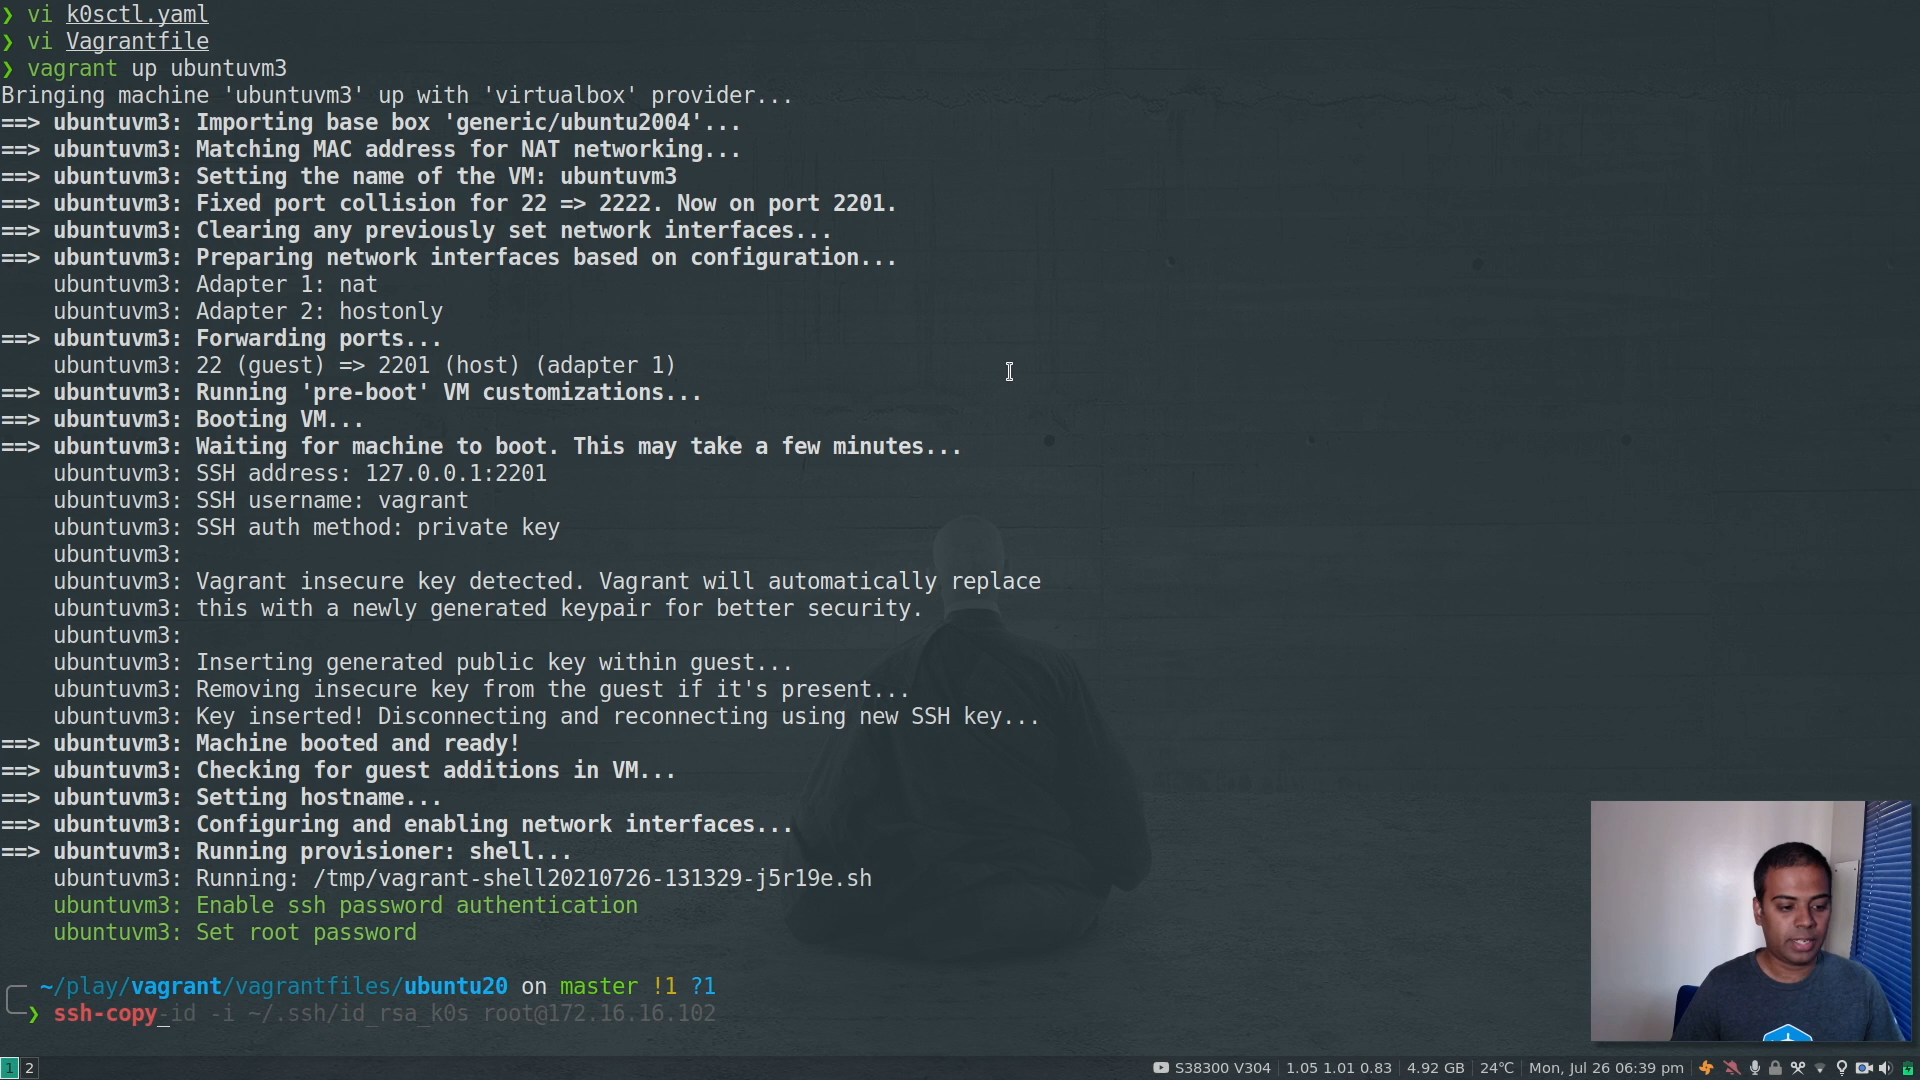 ❯ vi k0sctl.yaml
❯ vi Vagrantfile
❯ vagrant up ubuntuvm3
Bringing machine 'ubuntuvm3' up with 'virtualbox' provider...
==> ubuntuvm3: Importing base box 'generic/ubuntu2004'...
==> ubuntuvm3: Matching MAC address for NAT networking...
==> ubuntuvm3: Setting the name of the VM: ubuntuvm3
==> ubuntuvm3: Fixed port collision for 22 => 2222. Now on port 2201.
==> ubuntuvm3: Clearing any previously set network interfaces...
==> ubuntuvm3: Preparing network interfaces based on configuration...
    ubuntuvm3: Adapter 1: nat
    ubuntuvm3: Adapter 2: hostonly
==> ubuntuvm3: Forwarding ports...
    ubuntuvm3: 22 (guest) => 2201 (host) (adapter 1)
==> ubuntuvm3: Running 'pre-boot' VM customizations...
==> ubuntuvm3: Booting VM...
==> ubuntuvm3: Waiting for machine to boot. This may take a few minutes...
    ubuntuvm3: SSH address: 127.0.0.1:2201
    ubuntuvm3: SSH username: vagrant
    ubuntuvm3: SSH auth method: private key
    ubuntuvm3:
    ubuntuvm3: Vagrant insecure key detected. Vagrant will automatically replace
    ubuntuvm3: this with a newly generated keypair for better security.
    ubuntuvm3:
    ubuntuvm3: Inserting generated public key within guest...
    ubuntuvm3: Removing insecure key from the guest if it's present...
    ubuntuvm3: Key inserted! Disconnecting and reconnecting using new SSH key...
==> ubuntuvm3: Machine booted and ready!
==> ubuntuvm3: Checking for guest additions in VM...
==> ubuntuvm3: Setting hostname...
==> ubuntuvm3: Configuring and enabling network interfaces...
==> ubuntuvm3: Running provisioner: shell...
    ubuntuvm3: Running: /tmp/vagrant-shell20210726-131329-j5r19e.sh
    ubuntuvm3: Enable ssh password authentication
    ubuntuvm3: Set root password
~/play/vagrant/vagrantfiles/ubuntu20 on master !1 ?1
❯ ssh-copy-id -i ~/.ssh/id_rsa_k0s root@172.16.16.102
1 2 S38300 V304 1.05 1.01 0.83 4.92 GB 24℃ Mon, Jul 26 06:39 pm